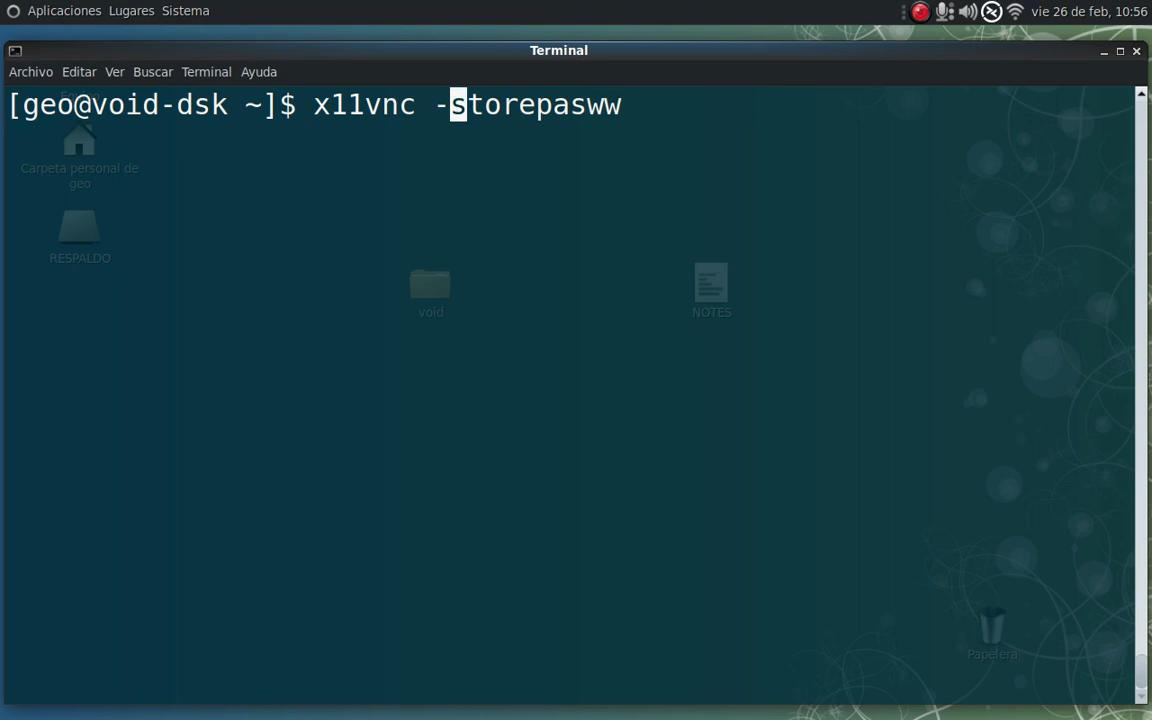 Aplicaciones Lugares Sistema
vie 26 de feb, 10:56
Terminal
Archivo Editar Ver Buscar Terminal Ayuda
[geo@void-dsk ~]$ x11vnc -storepasww
Equipo
Carpeta personal de
geo
RESPALDO
void
NOTES
Papelera